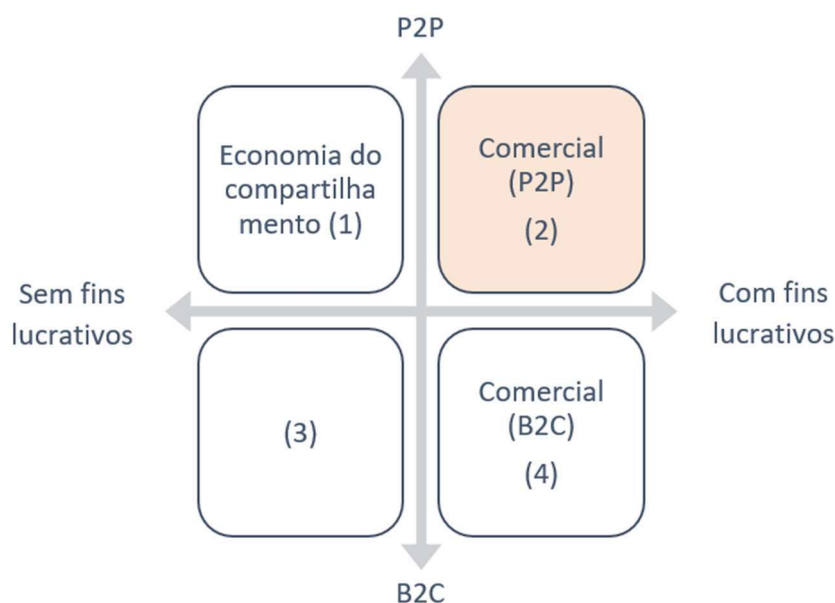 P2P
Economia do
compartilha
mento (1)
Comercial
(P2P)
(2)
Sem fins
lucrativos
Com fins
lucrativos
(3)
Comercial
(B2C)
(4)
B2C